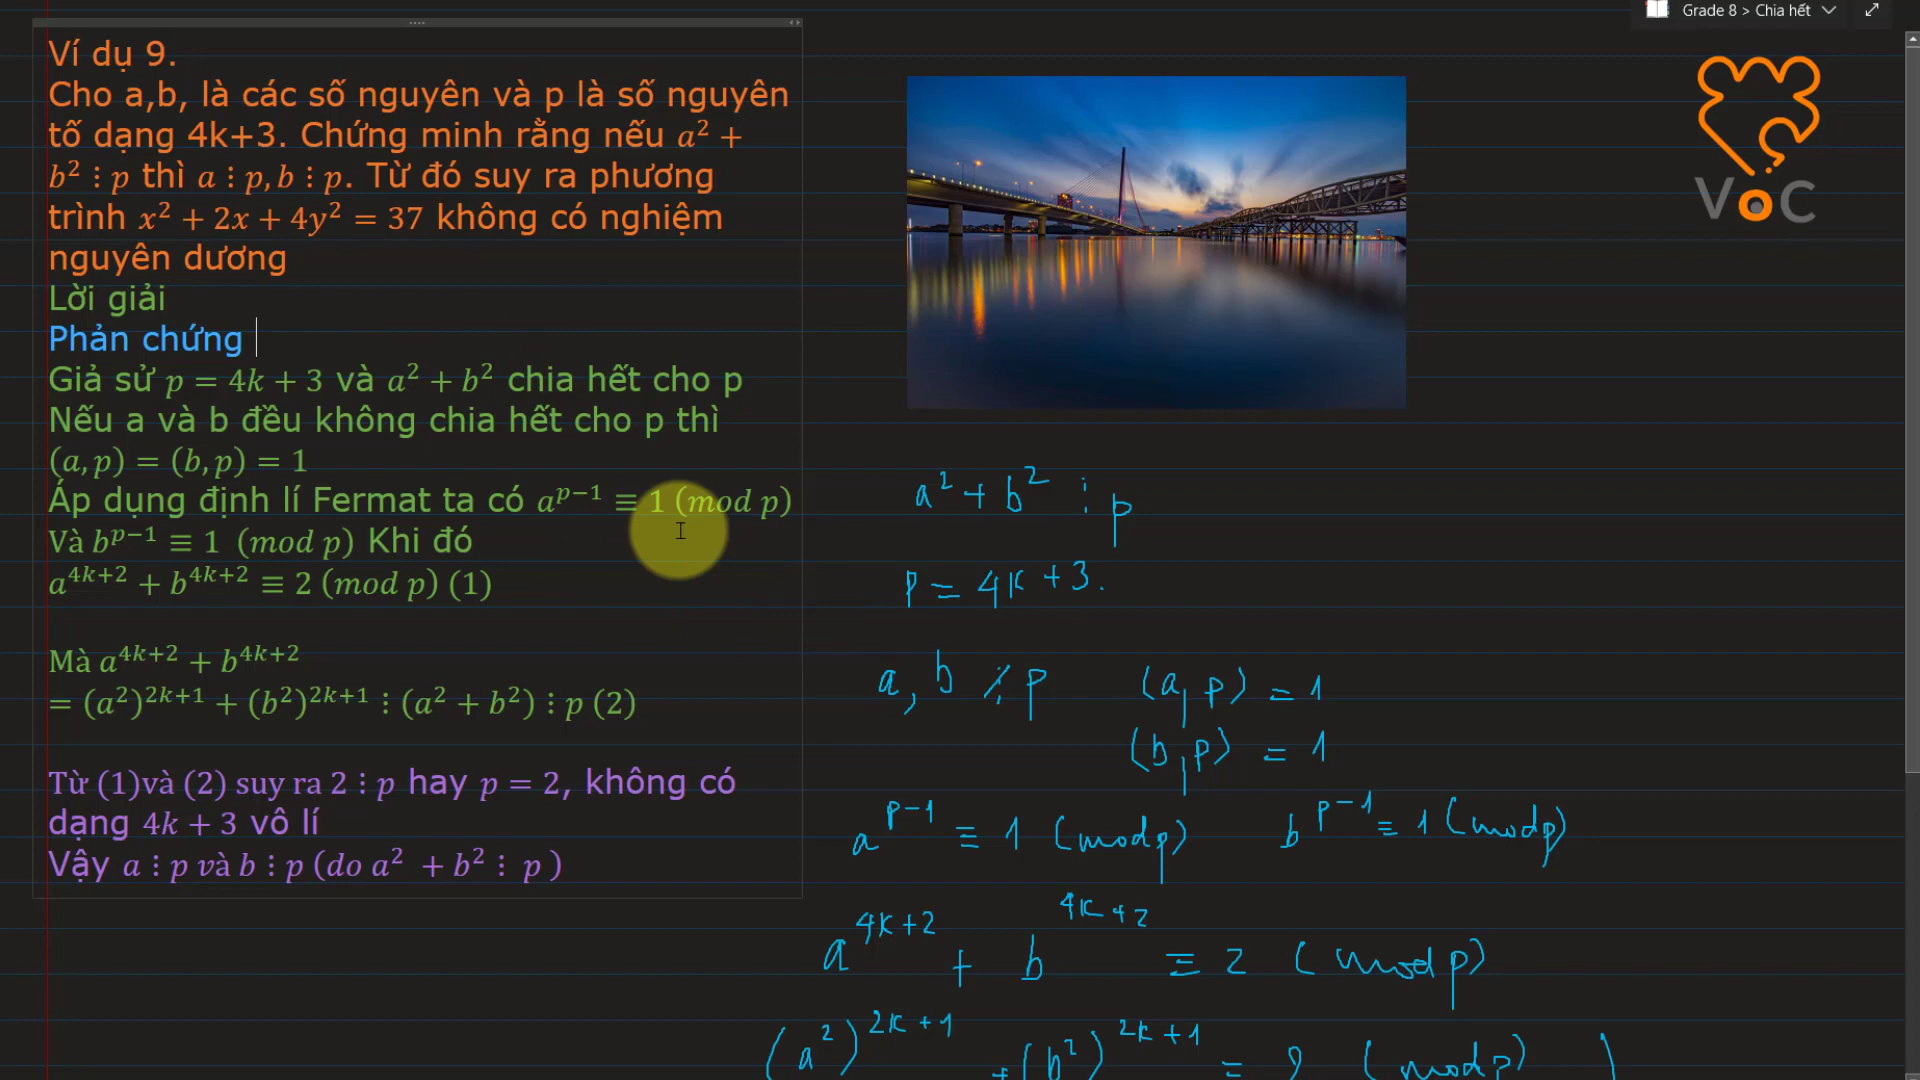 Grade 8 > Chia hết
Ví dụ 9.
Cho a,b, là các số nguyên và p là số nguyên
tố dạng 4k+3. Chứng minh rằng nếu a² +
b² ⋮ p thì a ⋮ p, b ⋮ p. Từ đó suy ra phương
trình x² + 2x + 4y² = 37 không có nghiệm
nguyên dương
Lời giải
Phản chứng
Giả sử p = 4k + 3 và a² + b² chia hết cho p
Nếu a và b đều không chia hết cho p thì
(a, p) = (b, p) = 1
Áp dụng định lí Fermat ta có a^{p−1} ≡ 1 (mod p)
Và b^{p−1} ≡ 1 (mod p) Khi đó
a^{4k+2} + b^{4k+2} ≡ 2 (mod p) (1)
Mà a^{4k+2} + b^{4k+2}
= (a²)^{2k+1} + (b²)^{2k+1} ⋮ (a² + b²) ⋮ p (2)
Từ (1)và (2) suy ra 2 ⋮ p hay p = 2, không có
dạng 4k + 3 vô lí
Vậy a ⋮ p và b ⋮ p (do a² + b² ⋮ p )
VOC
a² + b² ⋮ p
p = 4k + 3.
a, b ⋮̸ p (a, p) = 1
(b, p) = 1
a^{p−1} ≡ 1 (mod p) b^{p−1} ≡ 1 (mod p)
a^{4k+2} + b^{4k+2} ≡ 2 (mod p)
(a²)^{2k+1} + (b²)^{2k+1} (mod p)